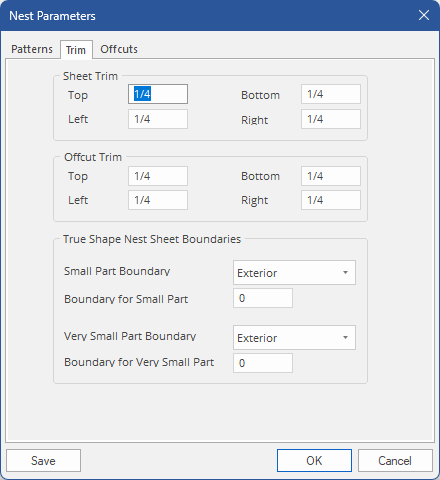 Nest Parameters
Patterns Trim Offcuts
Sheet Trim
Top 1/4 Bottom 1/4
Left 1/4 Right 1/4
Offcut Trim
Top 1/4 Bottom 1/4
Left 1/4 Right 1/4
True Shape Nest Sheet Boundaries
Small Part Boundary Exterior
Boundary for Small Part 0
Very Small Part Boundary Exterior
Boundary for Very Small Part 0
Save OK Cancel